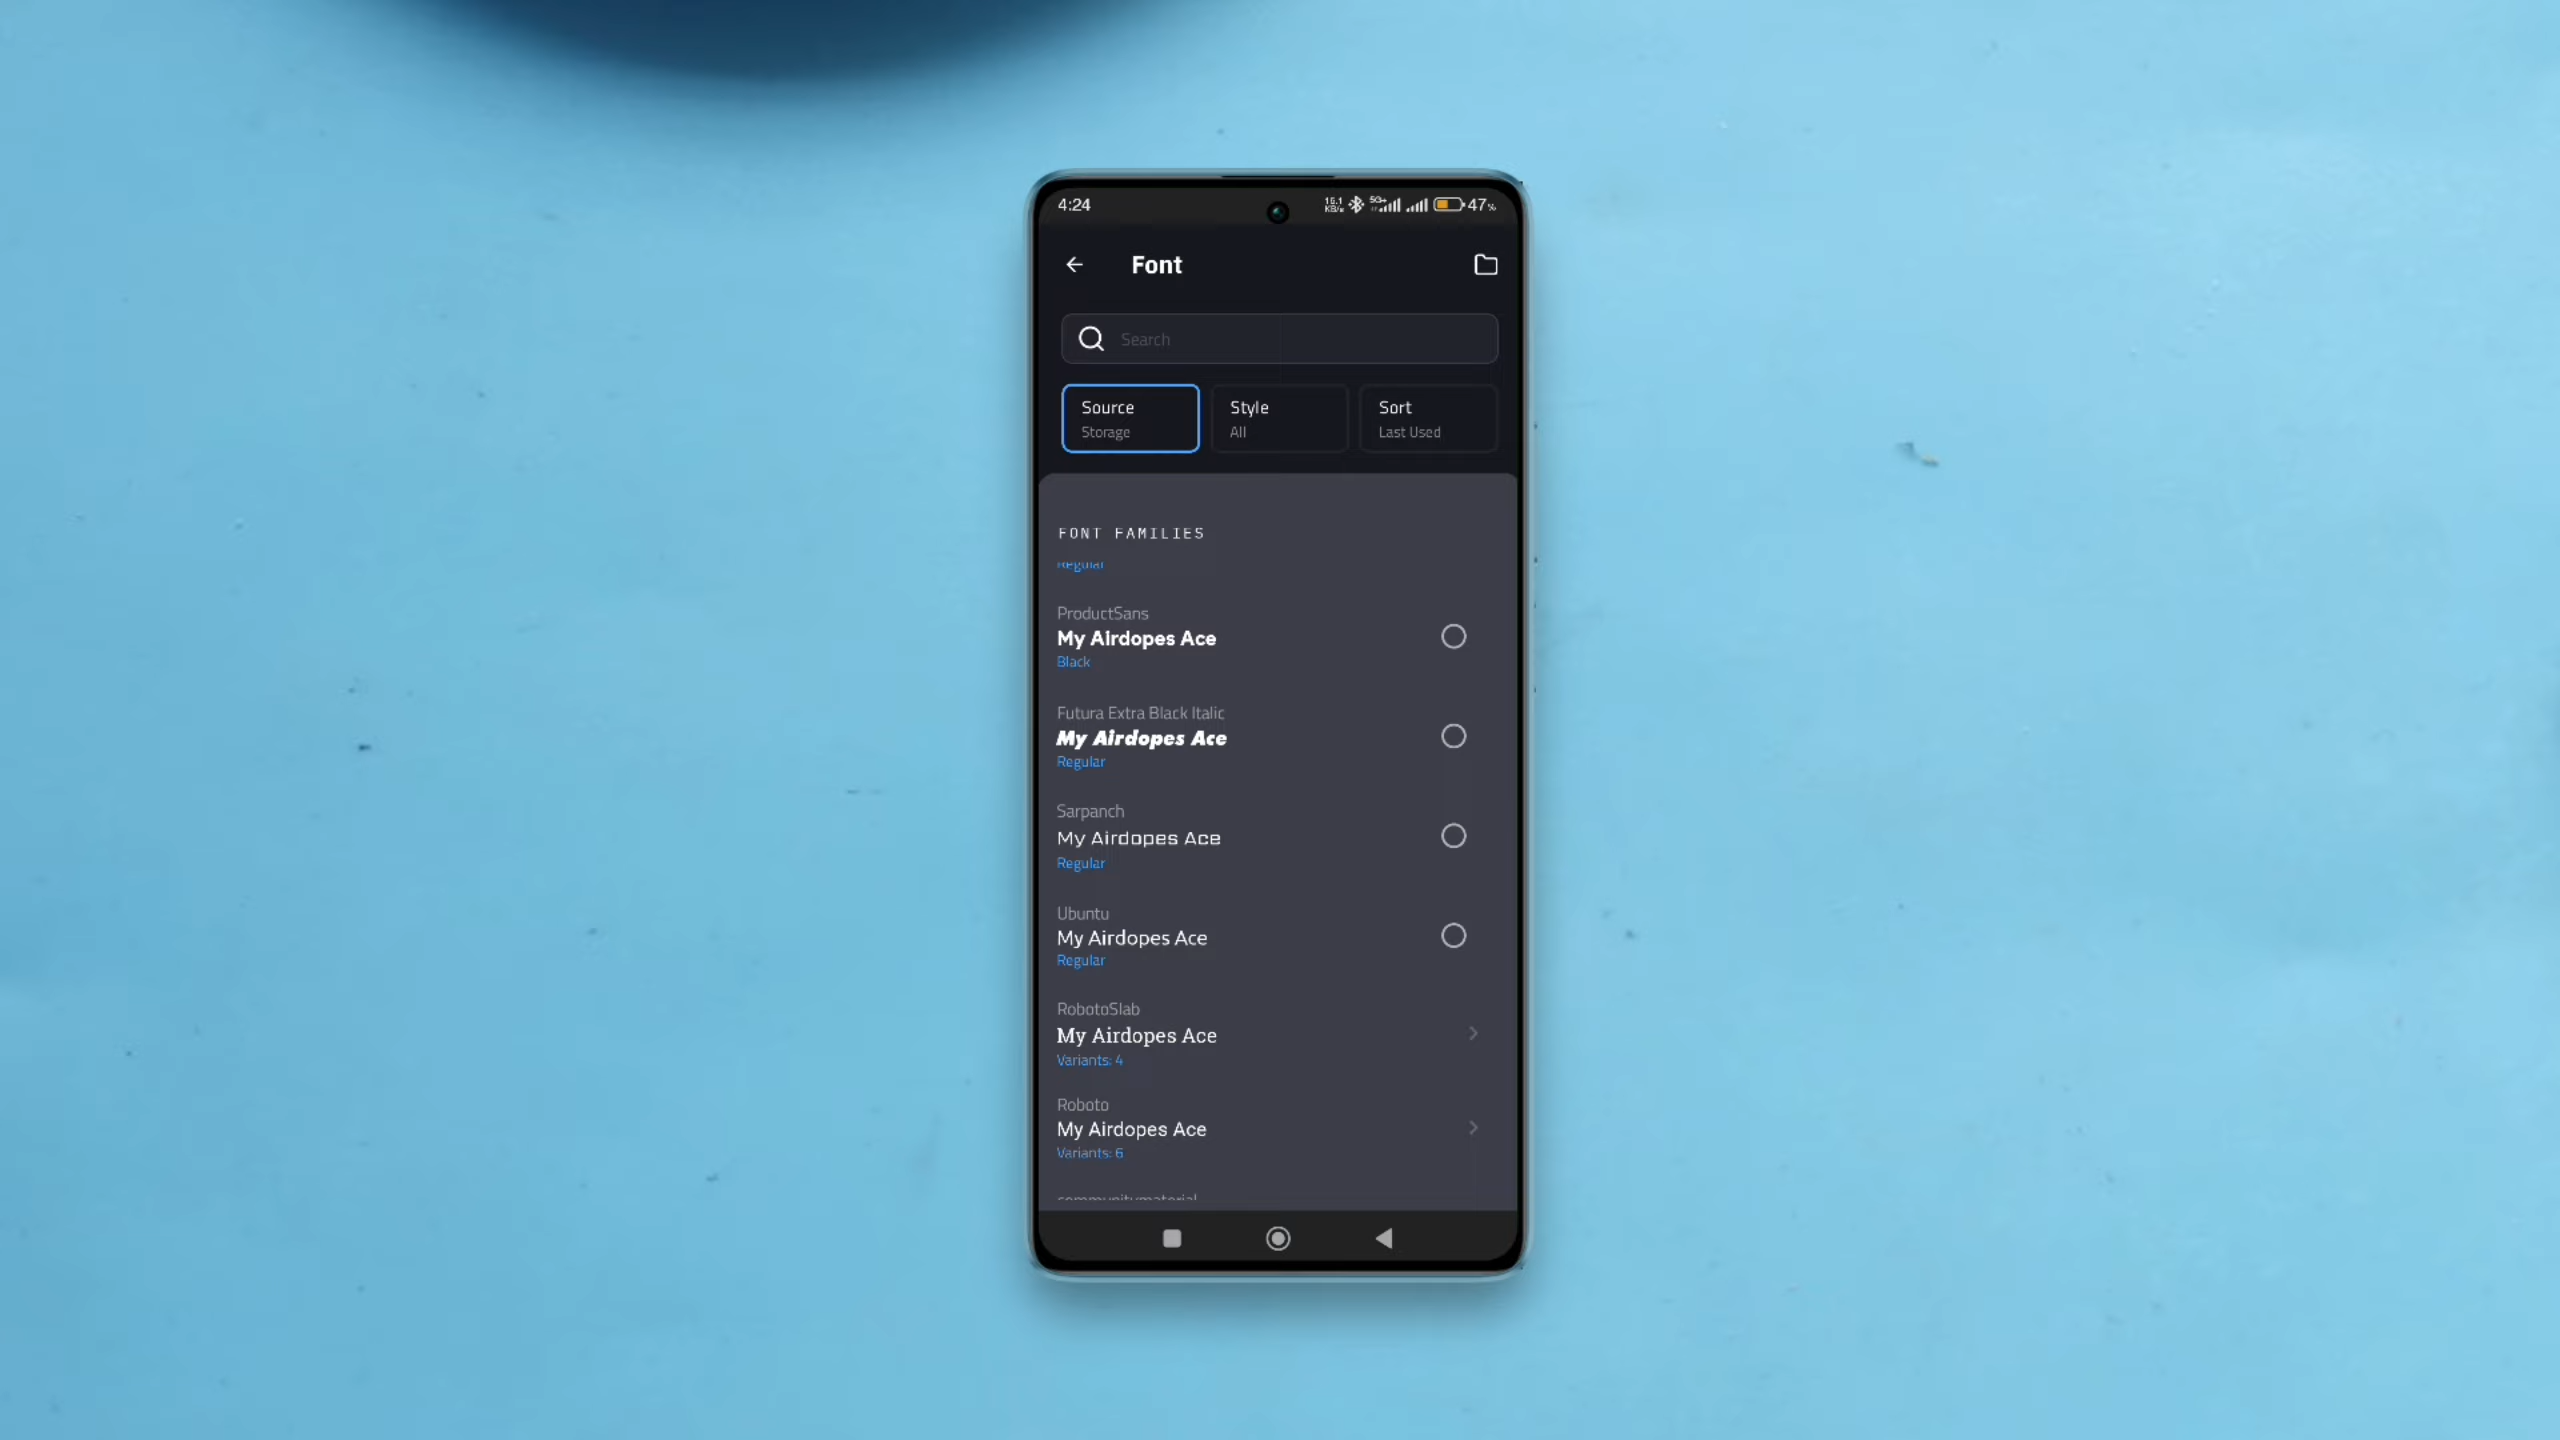 4:24
47%
Font
Search
Source
Storage
Style
All
Sort
Last Used
FONT FAMILIES
Regular
ProductSans
My Airdopes Ace
Black
Futura Extra Black Italic
My Airdopes Ace
Regular
Sarpanch
My Airdopes Ace
Regular
Ubuntu
My Airdopes Ace
Regular
RobotoSlab
My Airdopes Ace
Variants: 4
Roboto
My Airdopes Ace
Variants: 6
communitymaterial